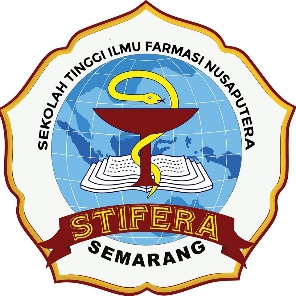 SEKOLAH TINGGI ILMU FARMASI NUSAPUTERA
STIFERA
SEMARANG